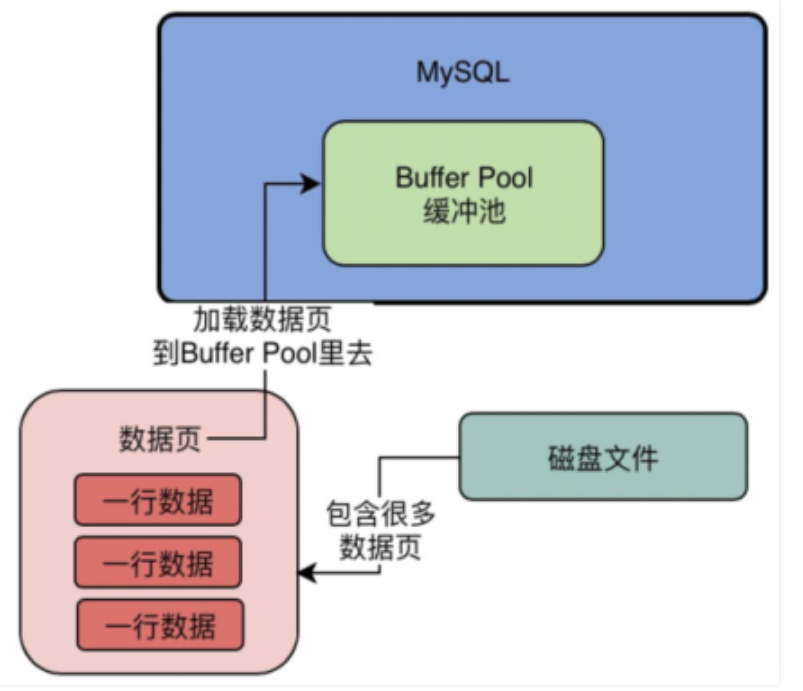 MySQL
Buffer Pool
缓冲池
加载数据页
到Buffer Pool里去
数据页
一行数据
一行数据
一行数据
磁盘文件
包含很多
数据页